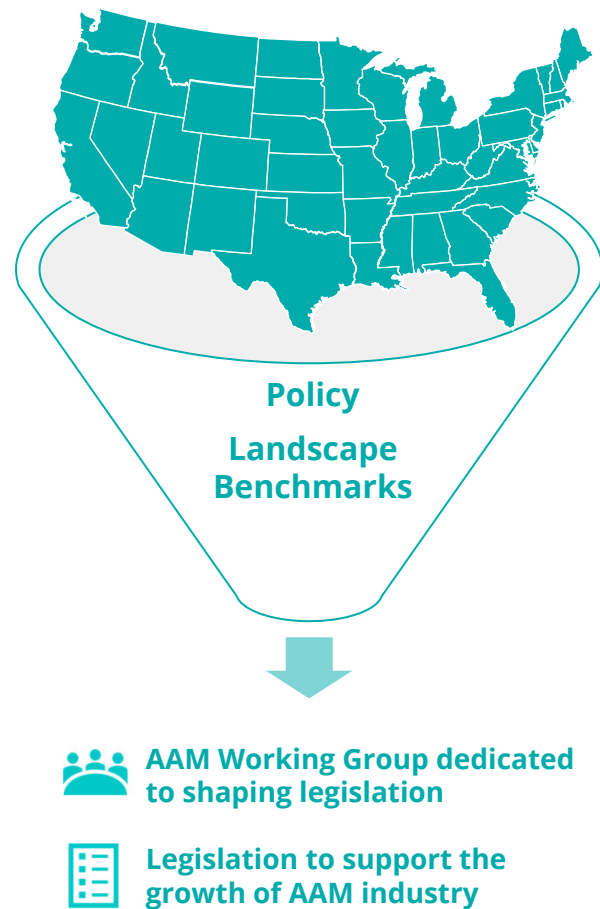 Policy
Landscape
Benchmarks
AAM Working Group dedicated
to shaping legislation
Legislation to support the
growth of AAM industry